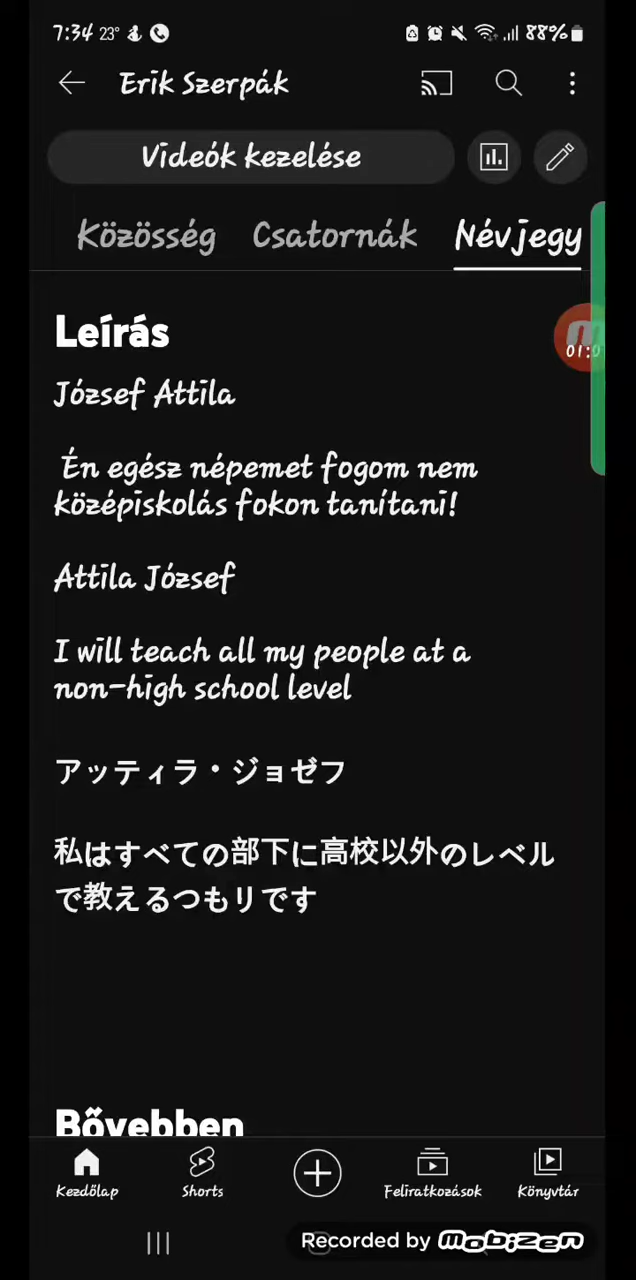 7:34 23°
88%
Erik Szerpák
Videók kezelése
Közösség Csatornák Névjegy
Leírás
01:0
József Attila
Én egész népemet fogom nem
középiskolás fokon tanítani!
Attila József
I will teach all my people at a
non-high school level
アッティラ・ジョゼフ
私はすべての部下に高校以外のレベル
で教えるつもりです
Bővebben
Kezdőlap Shorts Feliratkozások Könyvtár
Recorded by mobizen